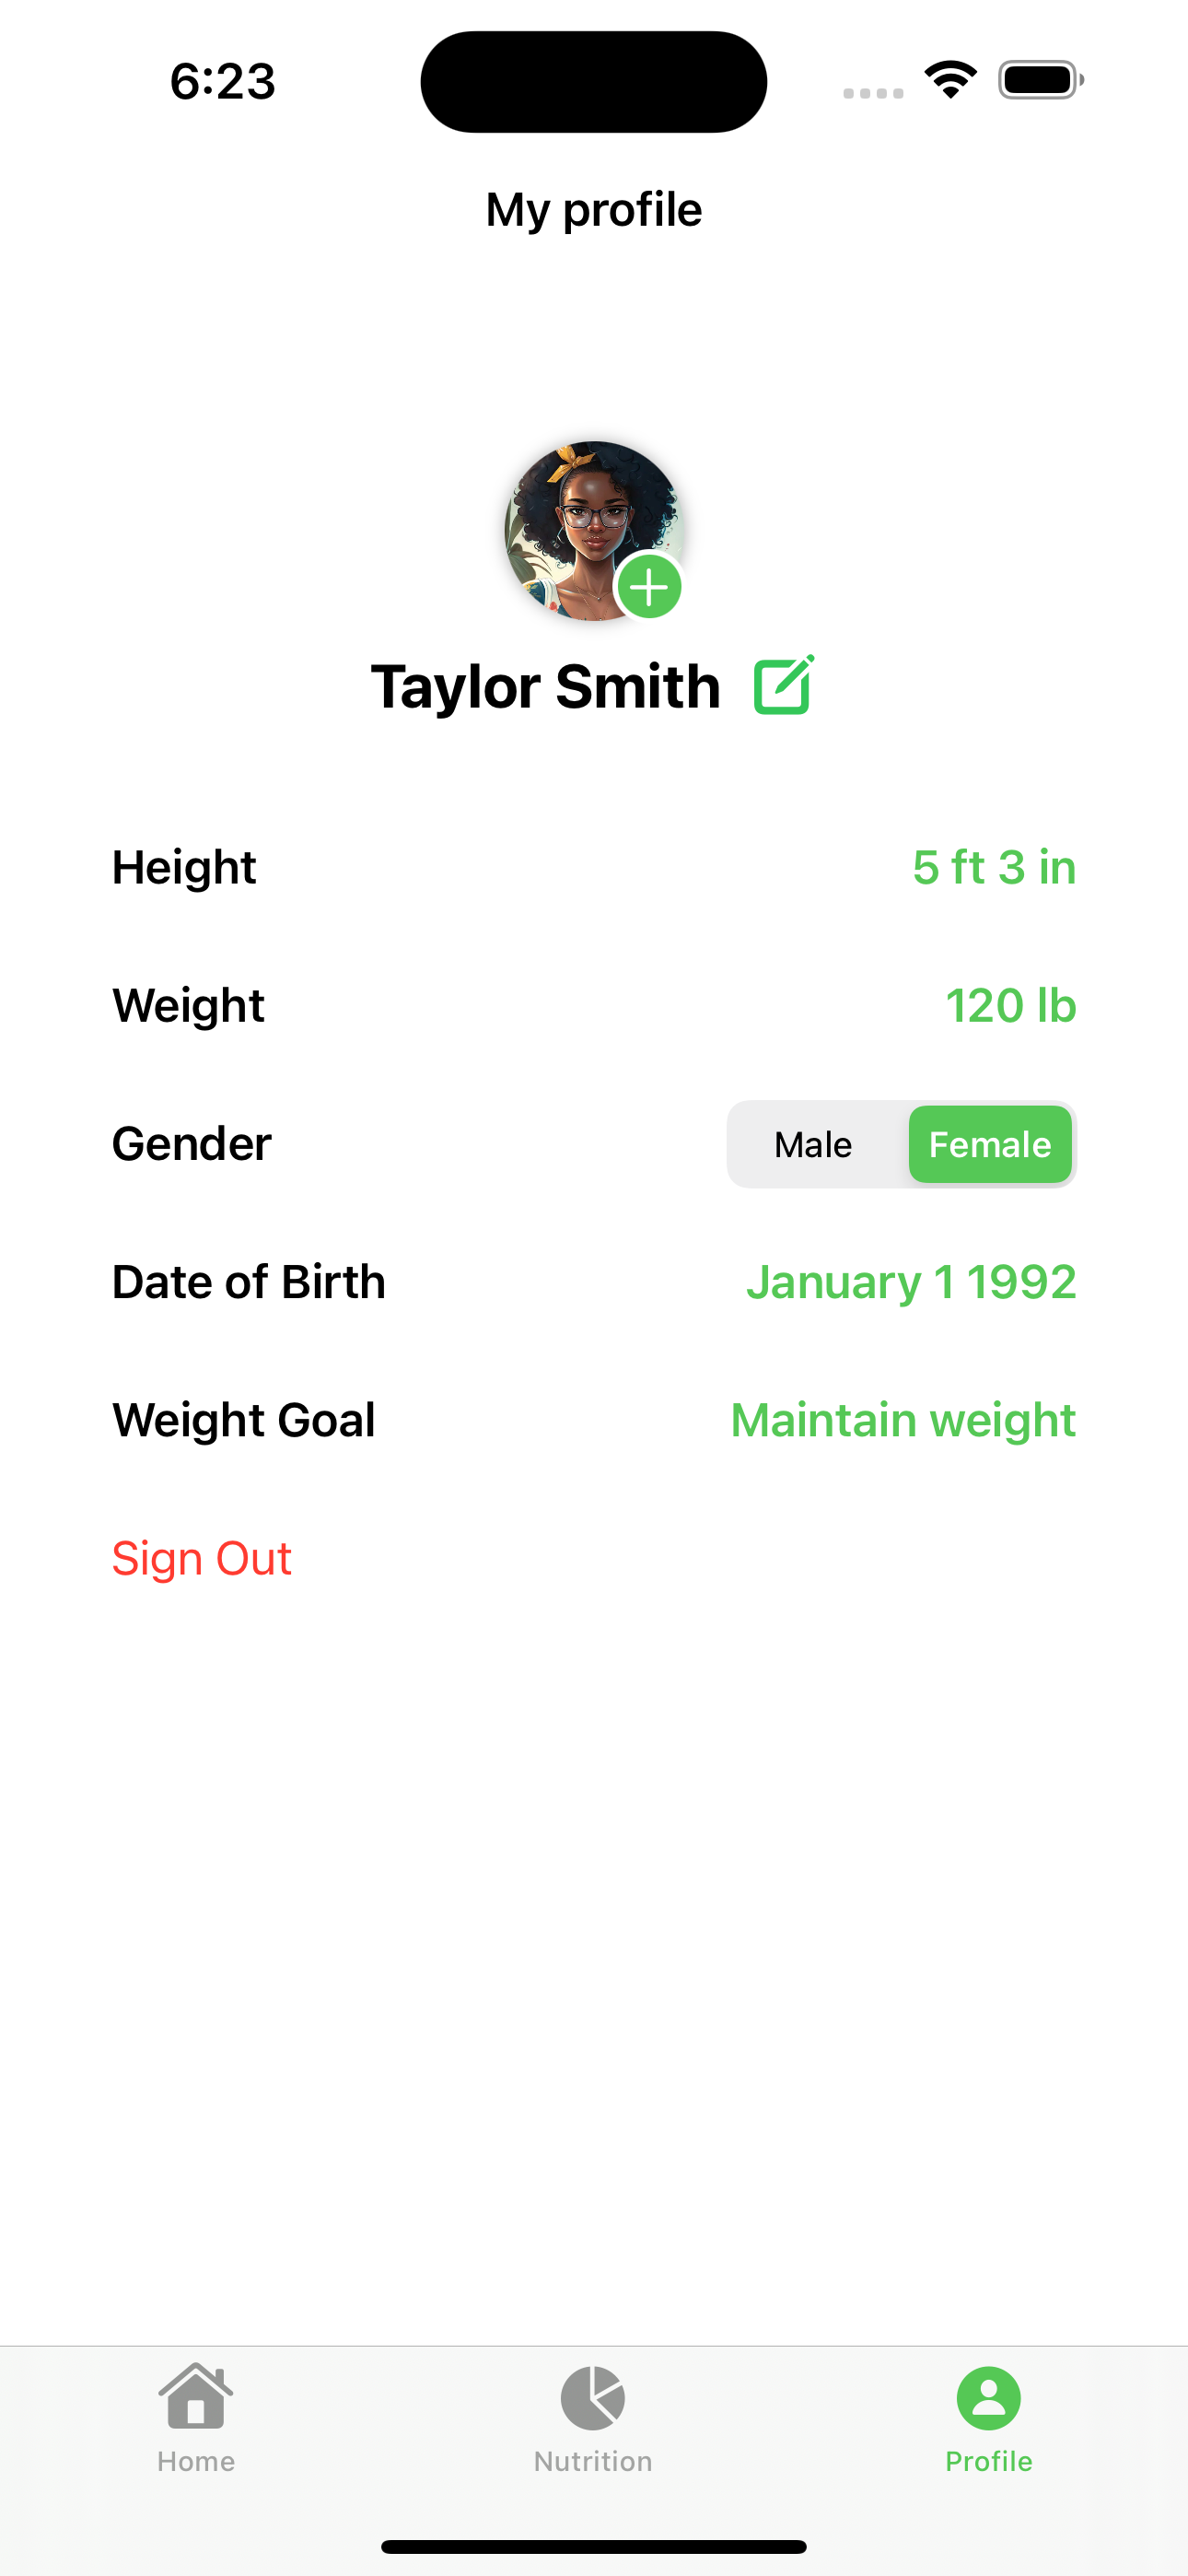 6:23
My profile
Taylor Smith
Height 5 ft 3 in
Weight 120 lb
Gender Male Female
Date of Birth January 1 1992
Weight Goal Maintain weight
Sign Out
Home Nutrition Profile